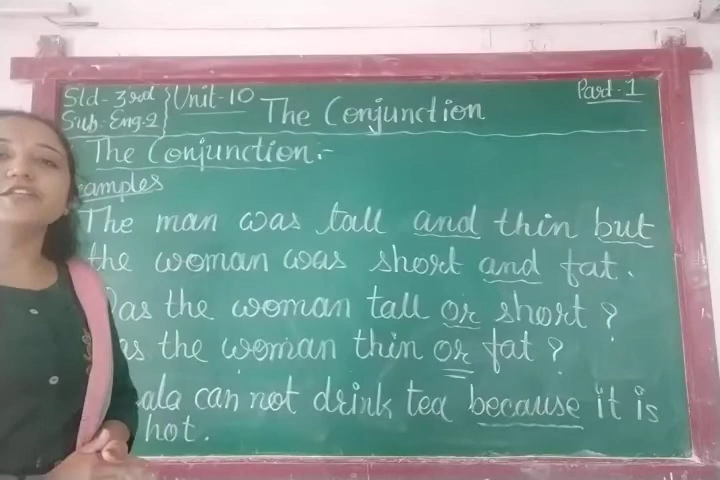 Std - 3rd
Sub - Eng-2
Unit - 10
The Conjunction
Part - 1
The Conjunction :-
amples
The man was tall and thin but
the woman was short and fat.
as the woman tall or short ?
as the woman thin or fat ?
ala can not drink tea because it is
hot.